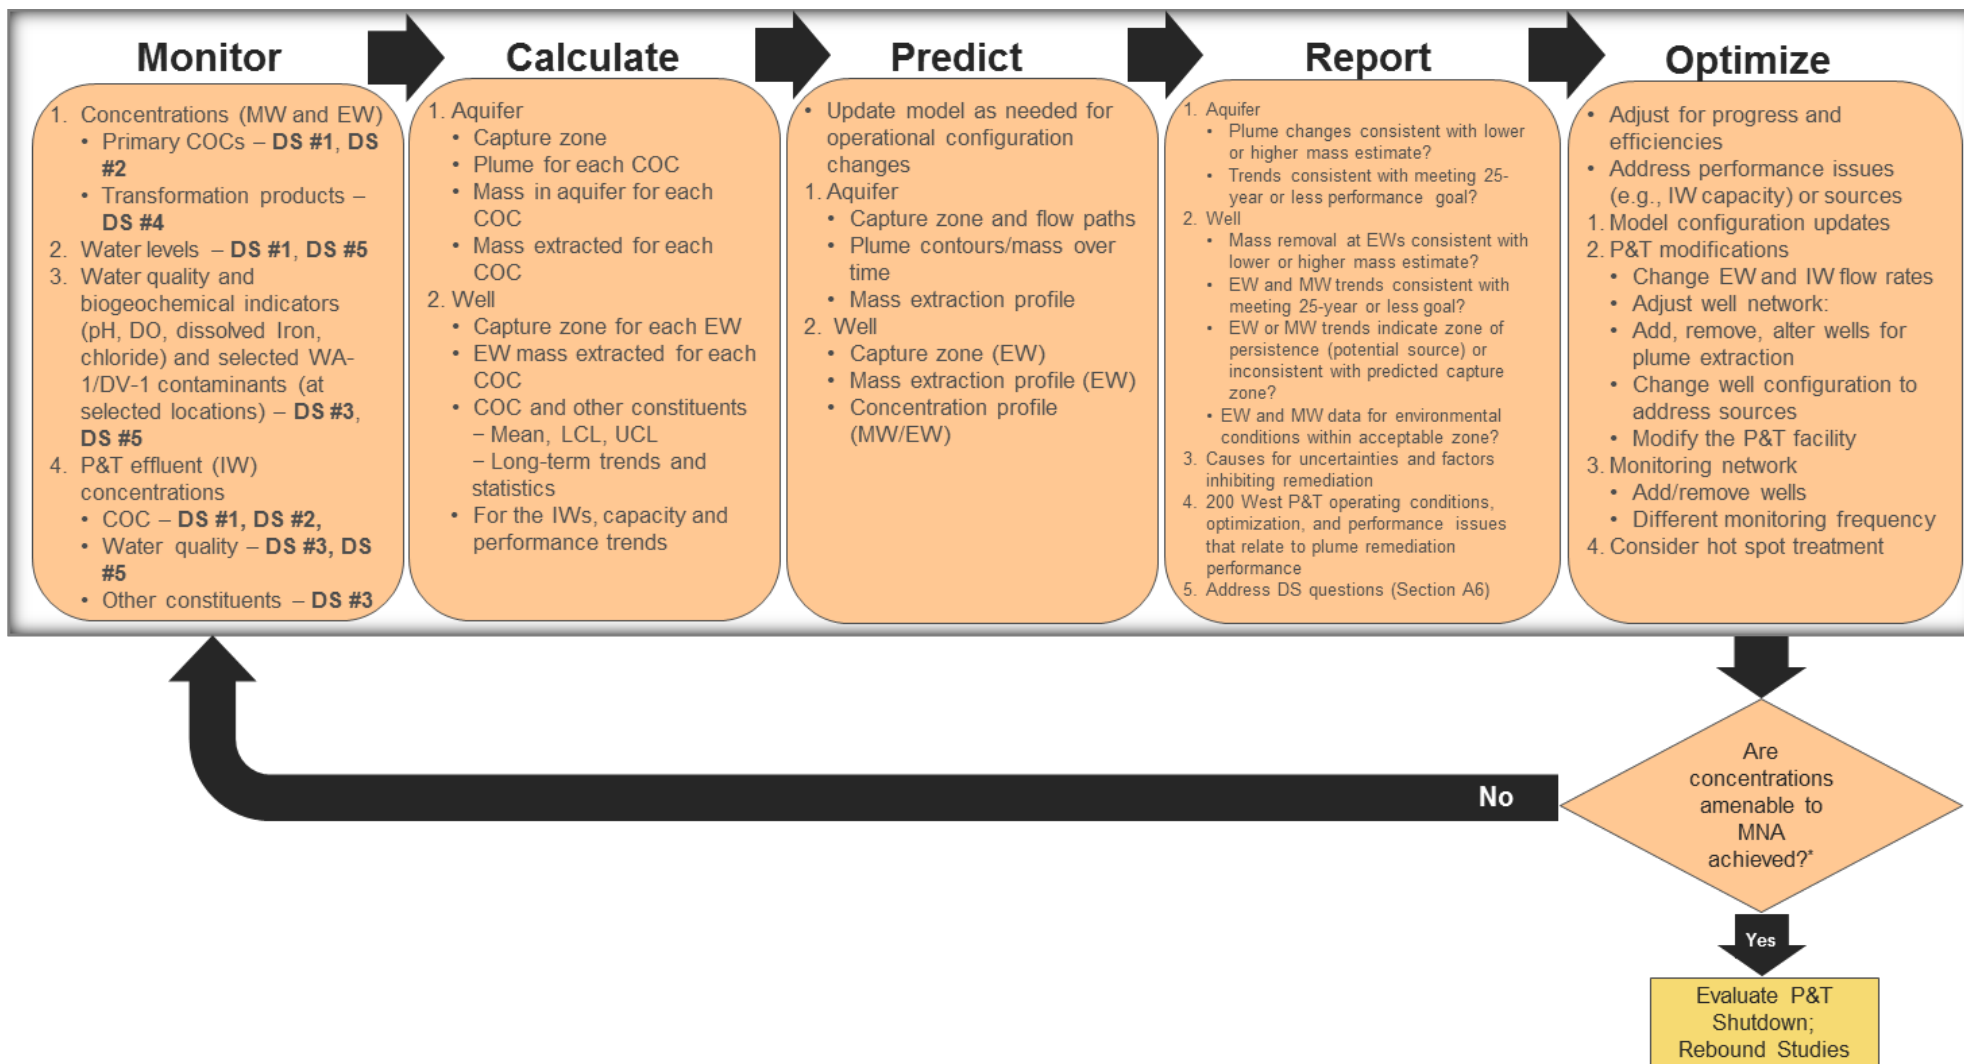 Monitor
1. Concentrations (MW and EW)
• Primary COCs – DS #1, DS
#2
• Transformation products –
DS #4
2. Water levels – DS #1, DS #5
3. Water quality and
biogeochemical indicators
(pH, DO, dissolved Iron,
chloride) and selected WA-
1/DV-1 contaminants (at
selected locations) – DS #3,
DS #5
4. P&T effluent (IW)
concentrations
• COC – DS #1, DS #2,
• Water quality – DS #3, DS
#5
• Other constituents – DS #3
Calculate
1. Aquifer
• Capture zone
• Plume for each COC
• Mass in aquifer for each
COC
• Mass extracted for each
COC
2. Well
• Capture zone for each EW
• EW mass extracted for each
COC
• COC and other constituents
– Mean, LCL, UCL
– Long-term trends and
statistics
• For the IWs, capacity and
performance trends
Predict
• Update model as needed for
operational configuration
changes
1. Aquifer
• Capture zone and flow paths
• Plume contours/mass over
time
• Mass extraction profile
2. Well
• Capture zone (EW)
• Mass extraction profile (EW)
• Concentration profile
(MW/EW)
Report
1. Aquifer
• Plume changes consistent with lower
or higher mass estimate?
• Trends consistent with meeting 25-
year or less performance goal?
2. Well
• Mass removal at EWs consistent with
lower or higher mass estimate?
• EW and MW trends consistent with
meeting 25-year or less goal?
• EW or MW trends indicate zone of
persistence (potential source) or
inconsistent with predicted capture
zone?
• EW and MW data for environmental
conditions within acceptable zone?
3. Causes for uncertainties and factors
inhibiting remediation
4. 200 West P&T operating conditions,
optimization, and performance issues
that relate to plume remediation
performance
5. Address DS questions (Section A6)
Optimize
• Adjust for progress and
efficiencies
• Address performance issues
(e.g., IW capacity) or sources
1. Model configuration updates
2. P&T modifications
• Change EW and IW flow rates
• Adjust well network:
• Add, remove, alter wells for
plume extraction
• Change well configuration to
address sources
• Modify the P&T facility
3. Monitoring network
• Add/remove wells
• Different monitoring frequency
4. Consider hot spot treatment
Are
concentrations
amenable to
MNA
achieved?*
No
Yes
Evaluate P&T
Shutdown;
Rebound Studies